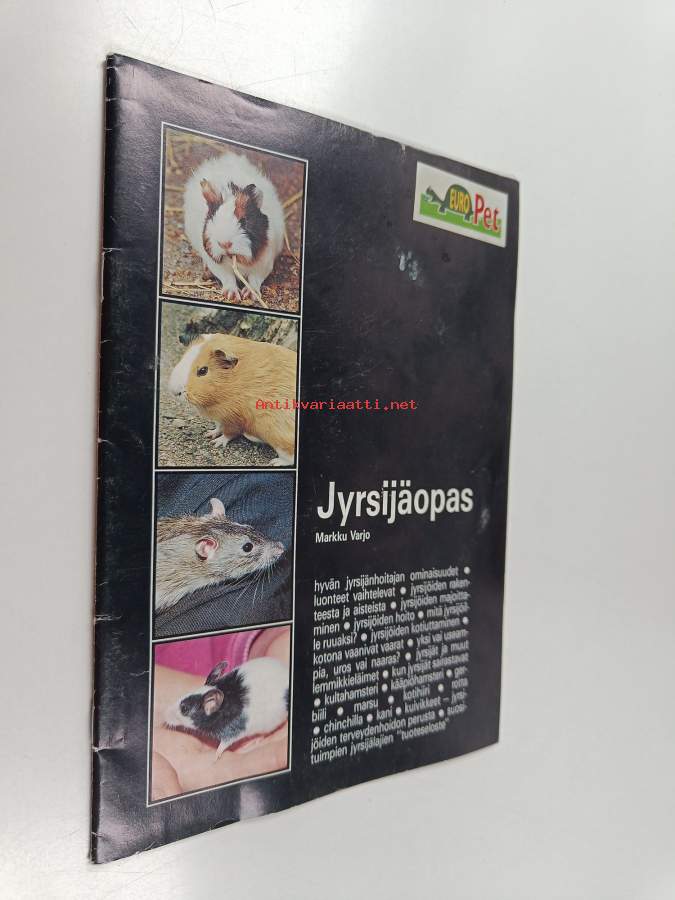 EURO
Pet
Antikvariaatti.net
Jyrsijäopas
Markku Varjo
hyvän jyrsijänhoitajan ominaisuudet •
luonteet vaihtelevat • jyrsijöiden raken-
teesta ja aisteista • jyrsijöiden majoitta-
minen • jyrsijöiden hoito • mitä jyrsijöil-
le ruuaksi? • jyrsijöiden kotiuttaminen •
kotona vaanivat vaarat • yksi vai useam-
pia, uros vai naaras? • jyrsijät ja muut
lemmikkieläimet • kun jyrsijät sairastavat
• kultahamsteri • kääpiöhamsteri • ger-
biili • marsu • kotihiiri • rotta
• chinchilla • kani • kuivikkeet – jyrsi-
jöiden terveydenhoidon perusta • suosi-
tuimpien jyrsijälajien "tuoteseloste"